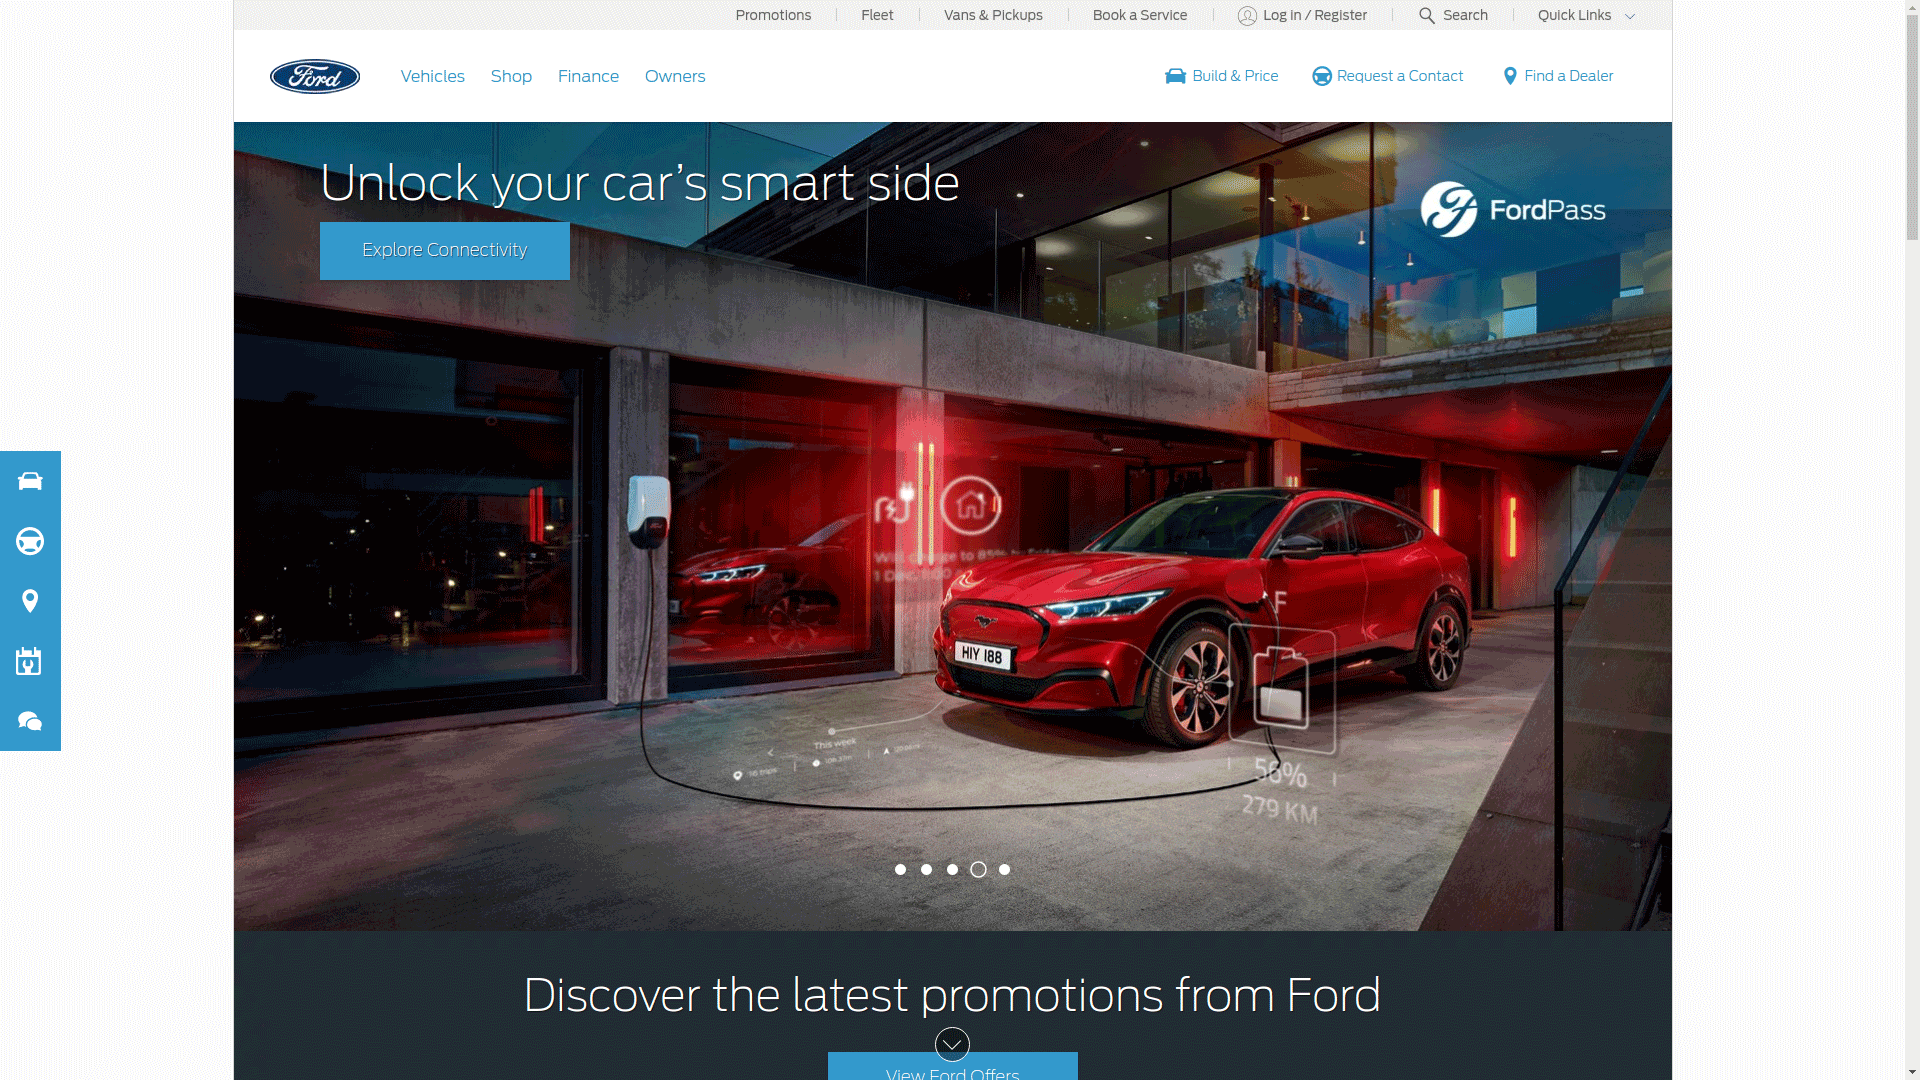 Promotions
Fleet
Vans & Pickups
Book a Service
Log in / Register
Search
Quick Links
Ford
Vehicles
Shop
Finance
Owners
Build & Price
Request a Contact
Find a Dealer
Unlock your car's smart side
Explore Connectivity
FordPass
F
HIY 188
This week
56%
279 KM
Discover the latest promotions from Ford
View Ford Offers